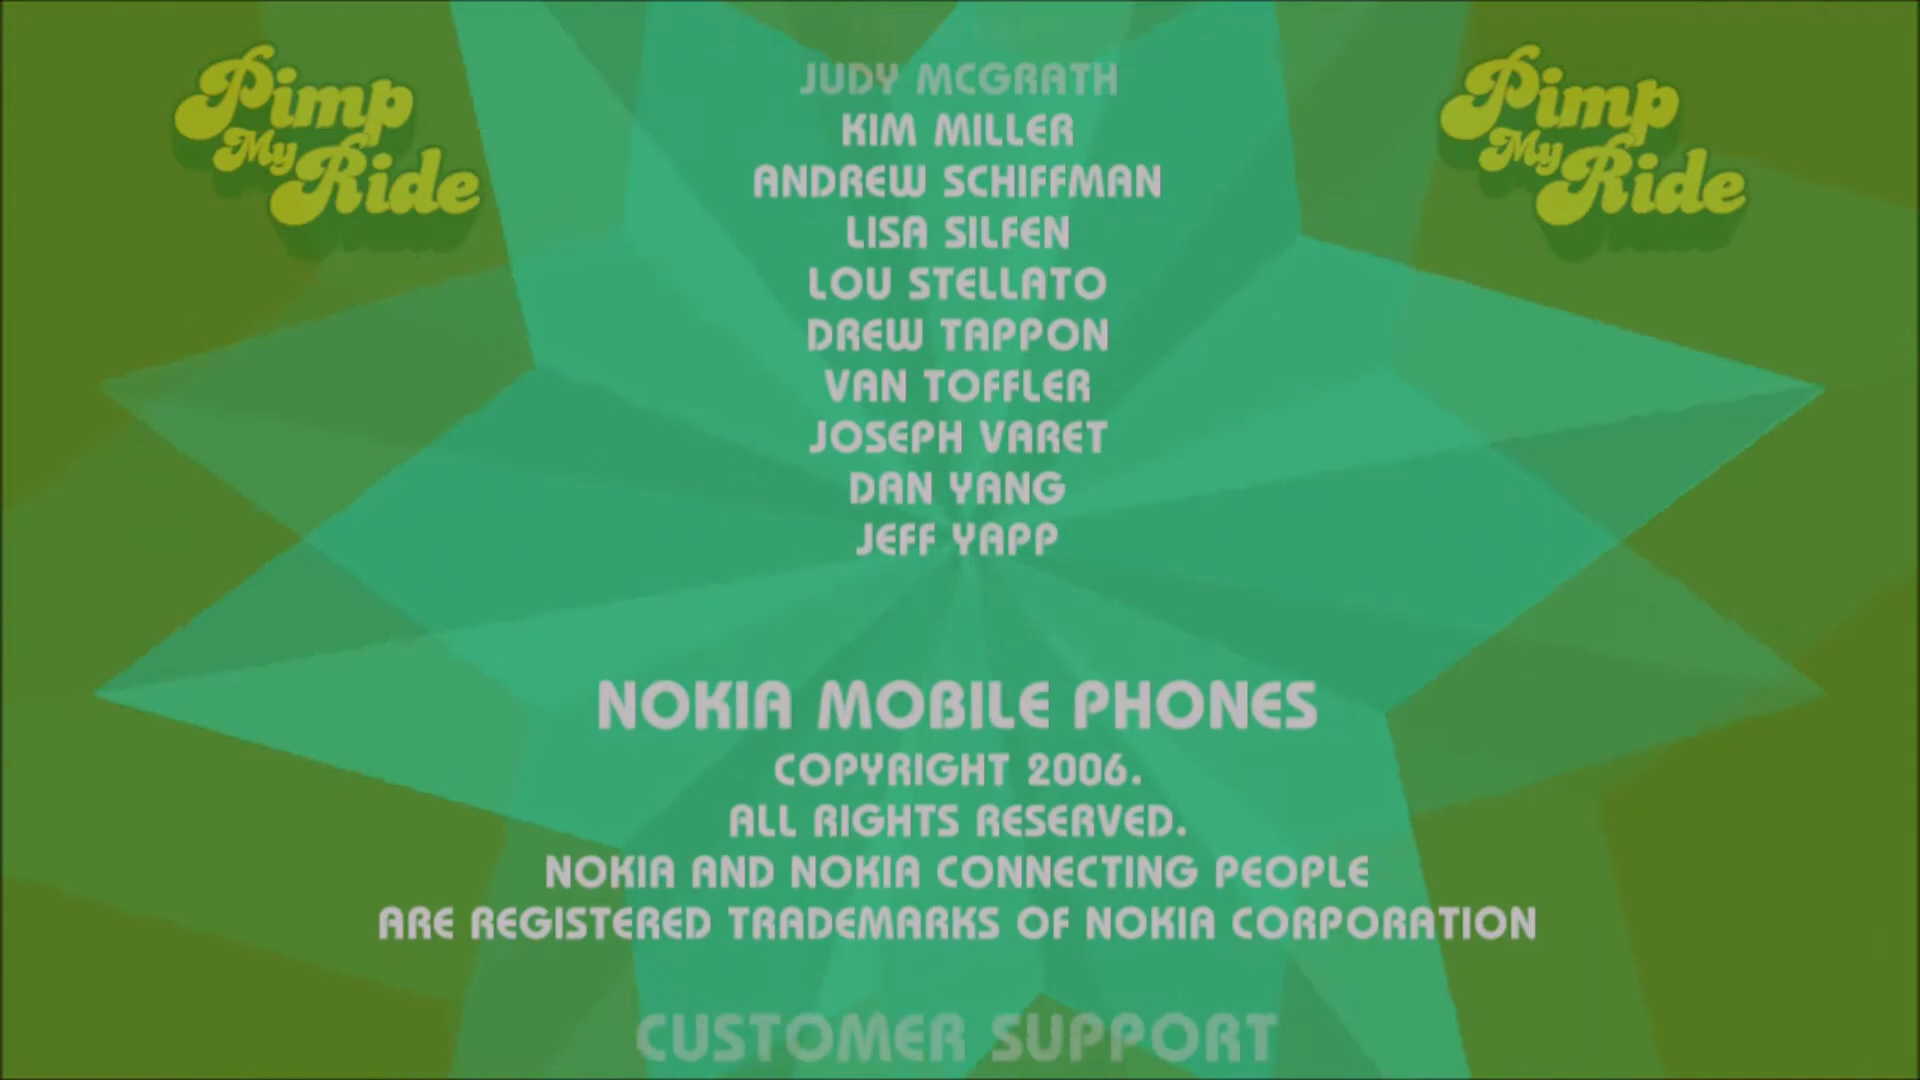 Pimp
My
Ride
Pimp
My
Ride
JUDY MCGRATH
KIM MILLER
ANDREW SCHIFFMAN
LISA SILFEN
LOU STELLATO
DREW TAPPON
VAN TOFFLER
JOSEPH VARET
DAN YANG
JEFF YAPP
NOKIA MOBILE PHONES
COPYRIGHT 2006.
ALL RIGHTS RESERVED.
NOKIA AND NOKIA CONNECTING PEOPLE
ARE REGISTERED TRADEMARKS OF NOKIA CORPORATION
CUSTOMER SUPPORT